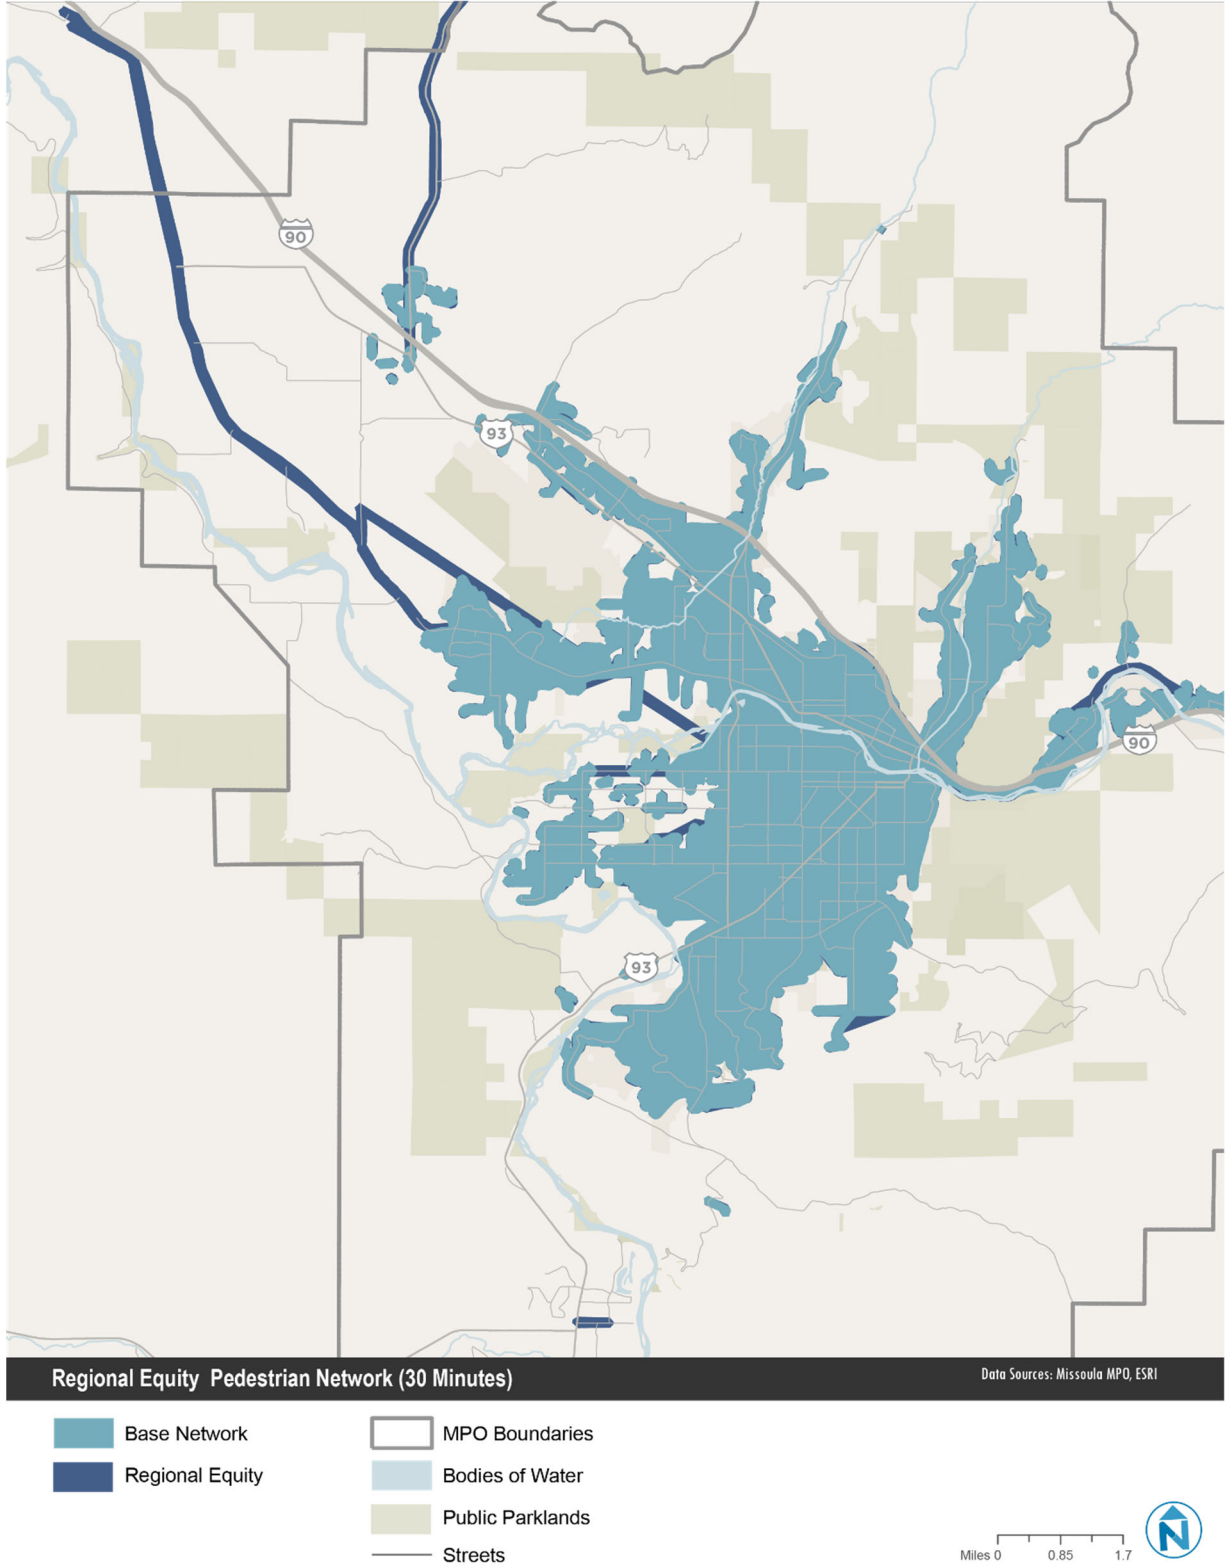 90
93
90
93
Regional Equity Pedestrian Network (30 Minutes)
Data Sources: Missoula MPO, ESRI
Base Network
MPO Boundaries
Regional Equity
Bodies of Water
Public Parklands
Streets
N
Miles 0 0.85 1.7